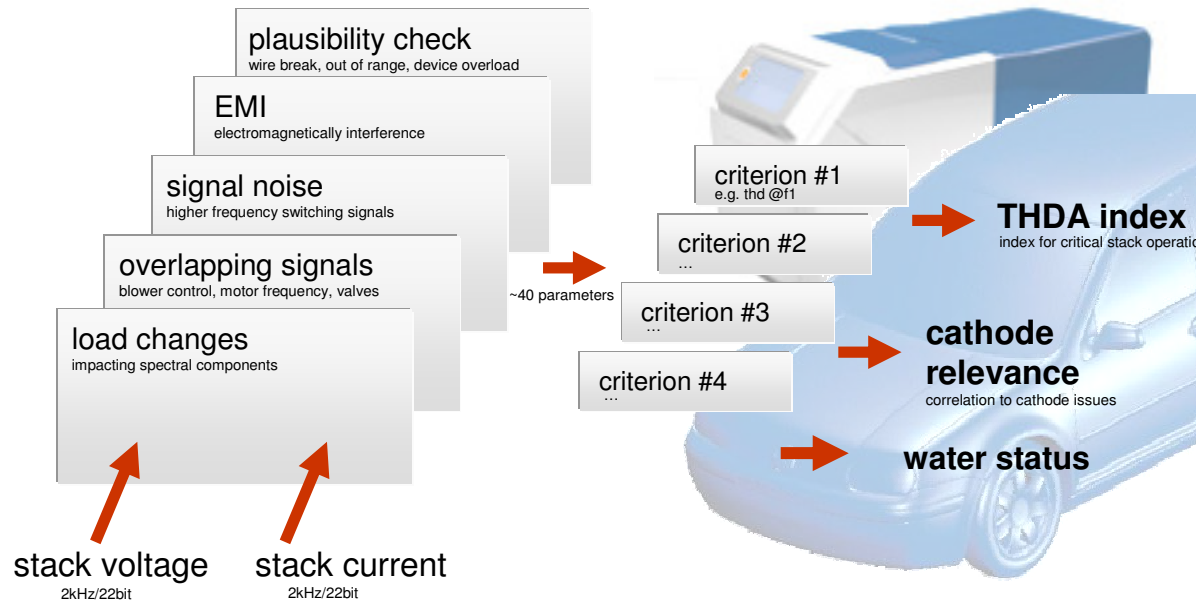 plausibility check
wire break, out of range, device overload
EMI
electromagnetically interference
signal noise
higher frequency switching signals
overlapping signals
blower control, motor frequency, valves
load changes
impacting spectral components
stack voltage
2kHz/22bit
stack current
2kHz/22bit
~40 parameters
criterion #1
e.g. thd @f1
criterion #2
...
criterion #3
...
criterion #4
...
THDA index
index for critical stack
cathode
relevance
correlation to cathode issues
water status